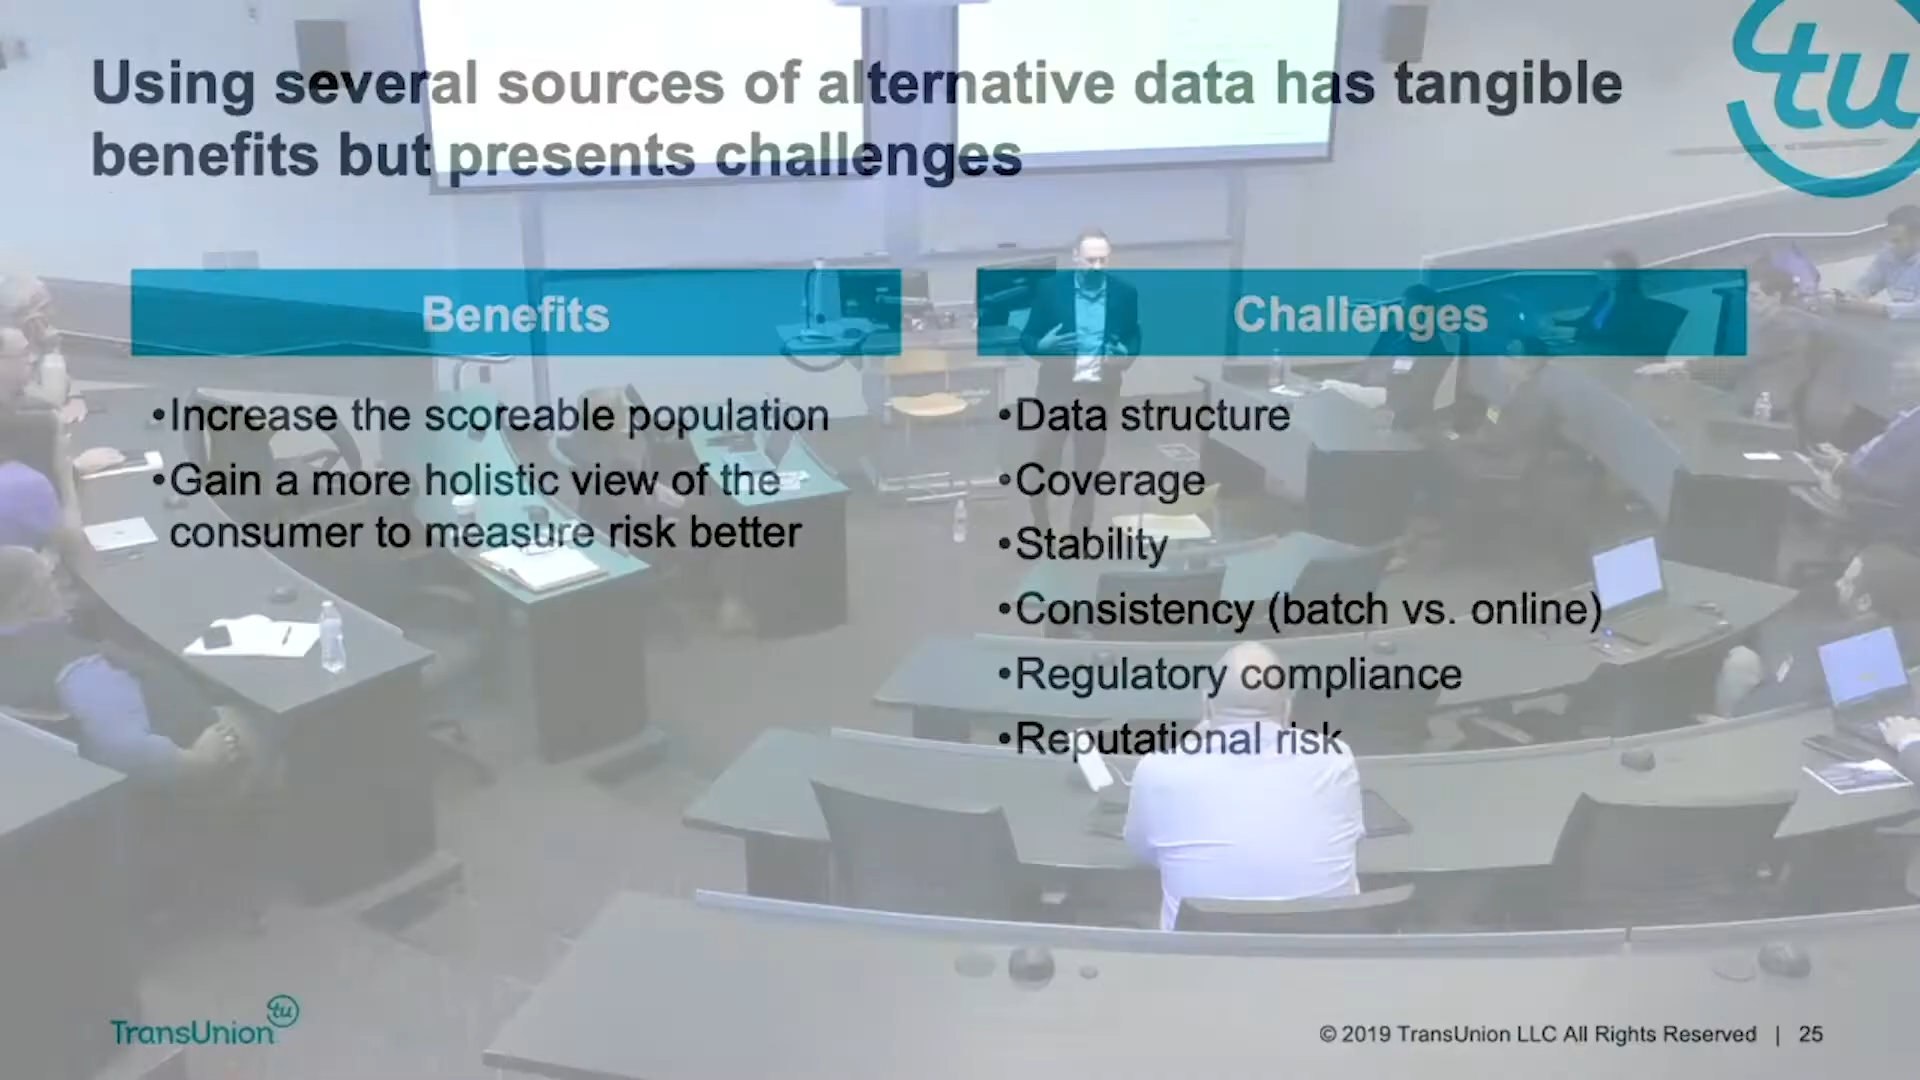 Using several sources of alternative data has tangible
benefits but presents challenges
tu
Benefits
•Increase the scoreable population
•Gain a more holistic view of the
consumer to measure risk better
Challenges
•Data structure
•Coverage
•Stability
•Consistency (batch vs. online)
•Regulatory compliance
•Reputational risk
TransUnion tu
© 2019 TransUnion LLC All Rights Reserved | 25